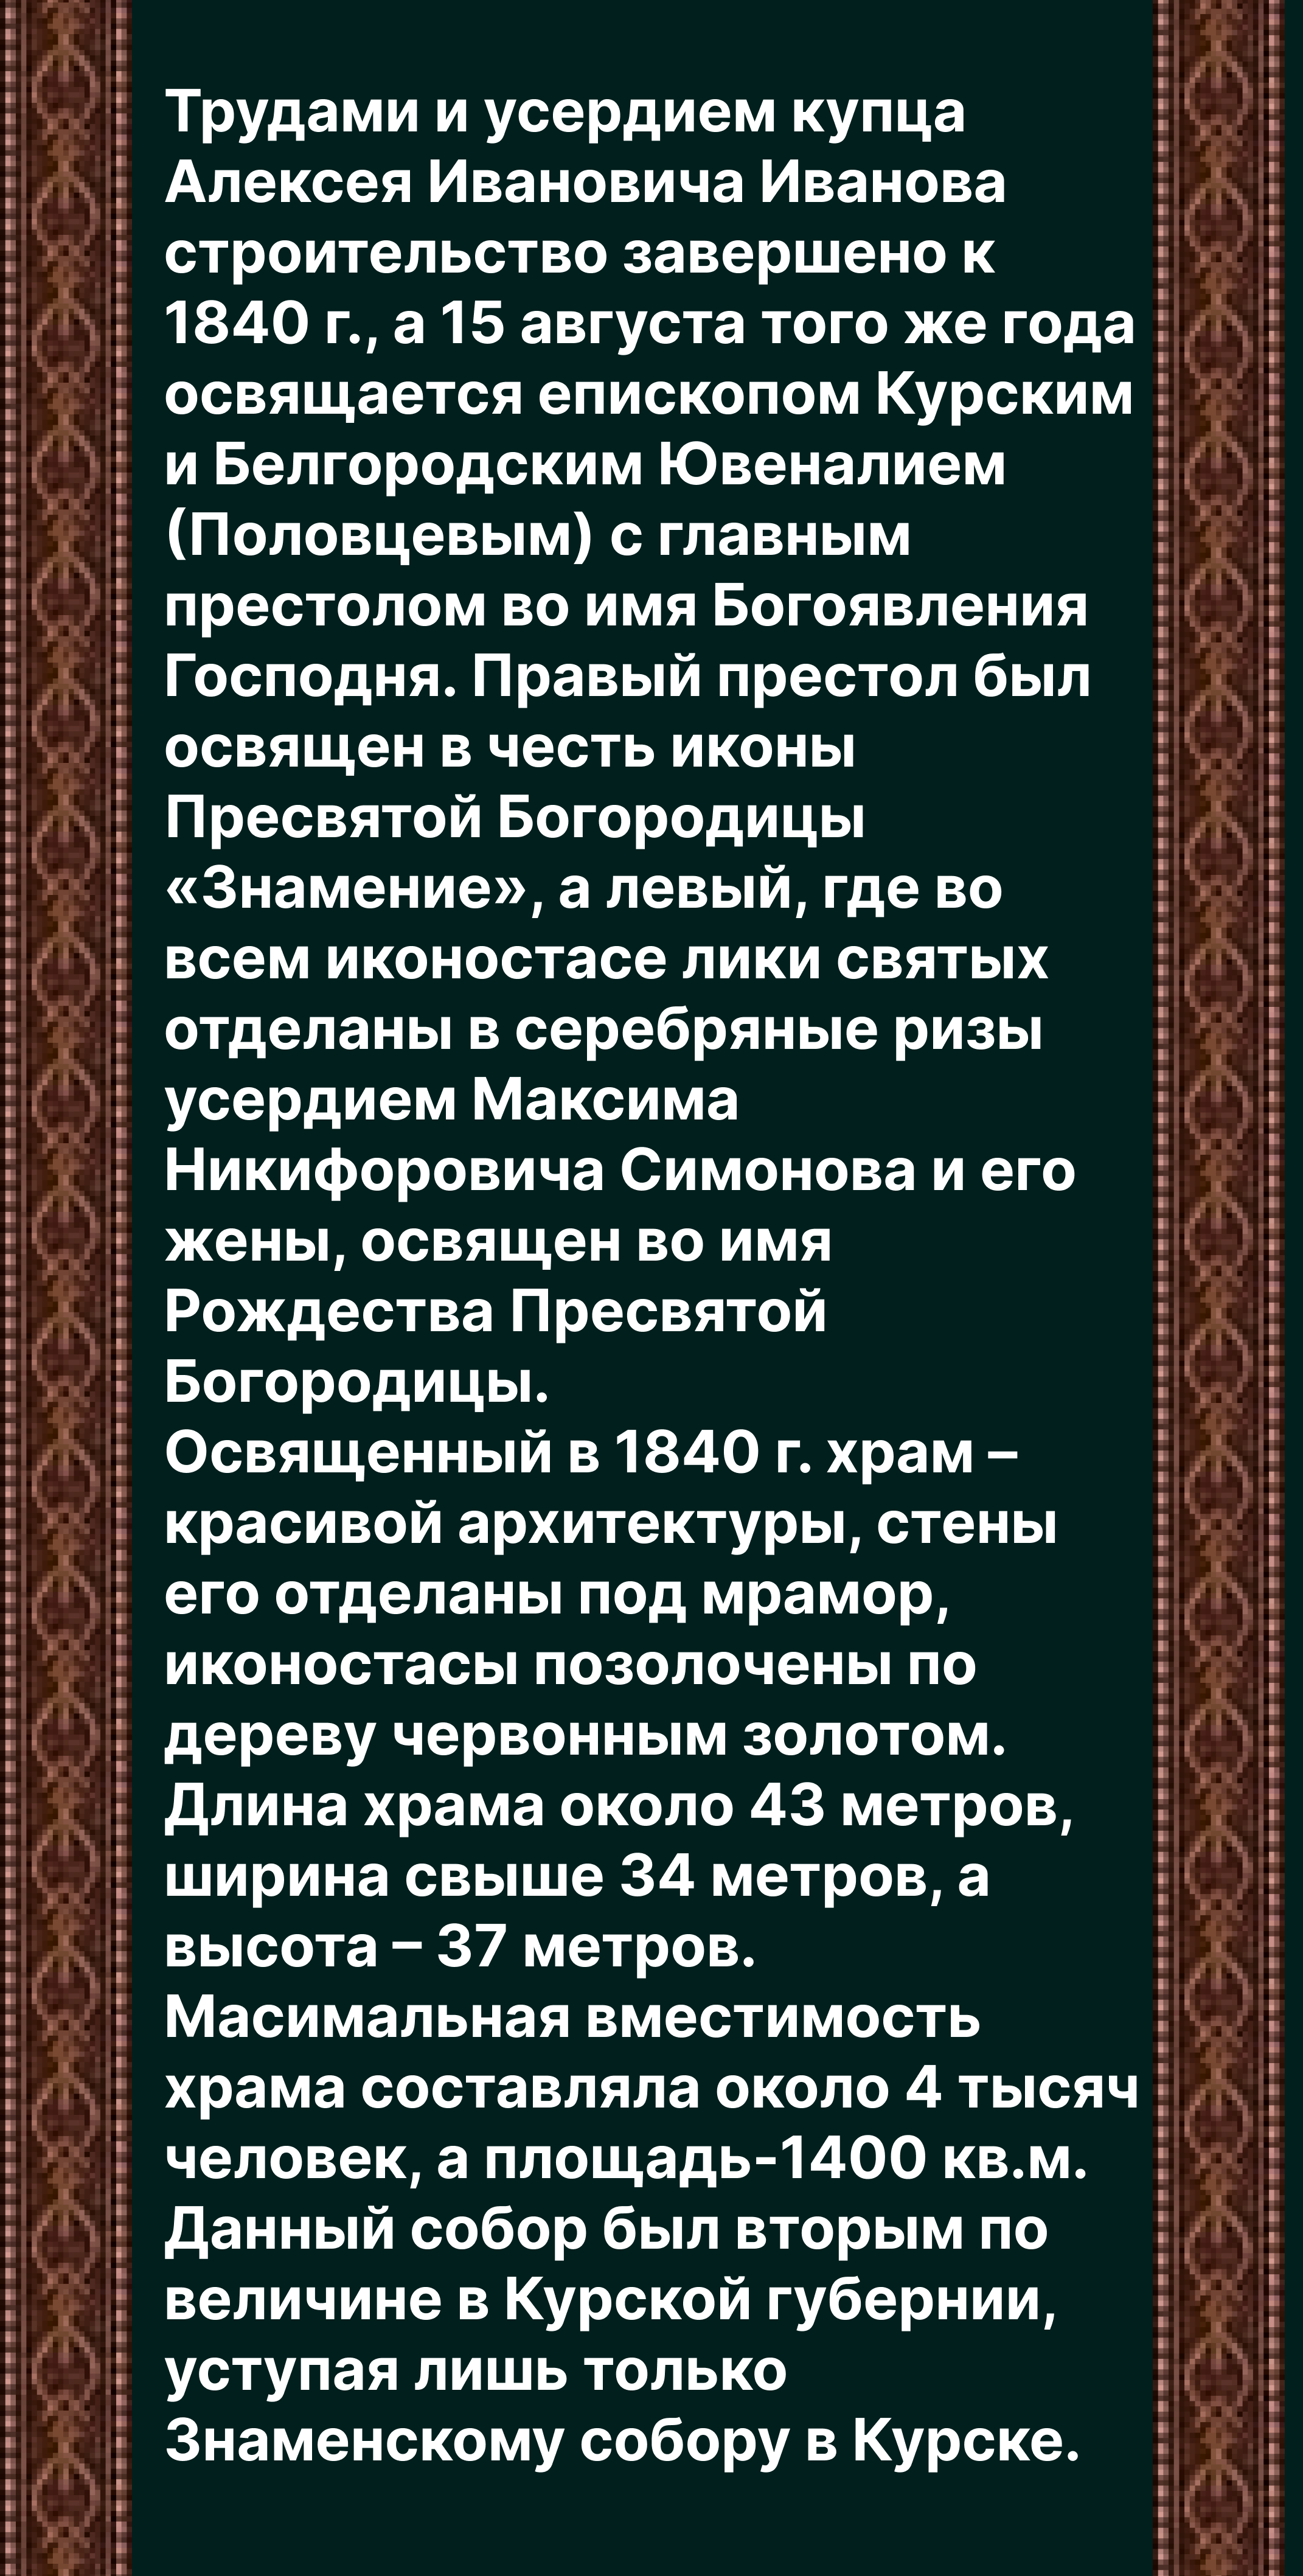 Трудами и усердием купца
Алексея Ивановича Иванова
строительство завершено к
1840 г., а 15 августа того же года
освящается епископом Курским
и Белгородским Ювеналием
(Половцевым) с главным
престолом во имя Богоявления
Господня. Правый престол был
освящен в честь иконы
Пресвятой Богородицы
«Знамение», а левый, где во
всем иконостасе лики святых
отделаны в серебряные ризы
усердием Максима
Никифоровича Симонова и его
жены, освящен во имя
Рождества Пресвятой
Богородицы.
Освященный в 1840 г. храм –
красивой архитектуры, стены
его отделаны под мрамор,
иконостасы позолочены по
дереву червонным золотом.
Длина храма около 43 метров,
ширина свыше 34 метров, а
высота – 37 метров.
Масимальная вместимость
храма составляла около 4 тысяч
человек, а площадь-1400 кв.м.
Данный собор был вторым по
величине в Курской губернии,
уступая лишь только
Знаменскому собору в Курске.